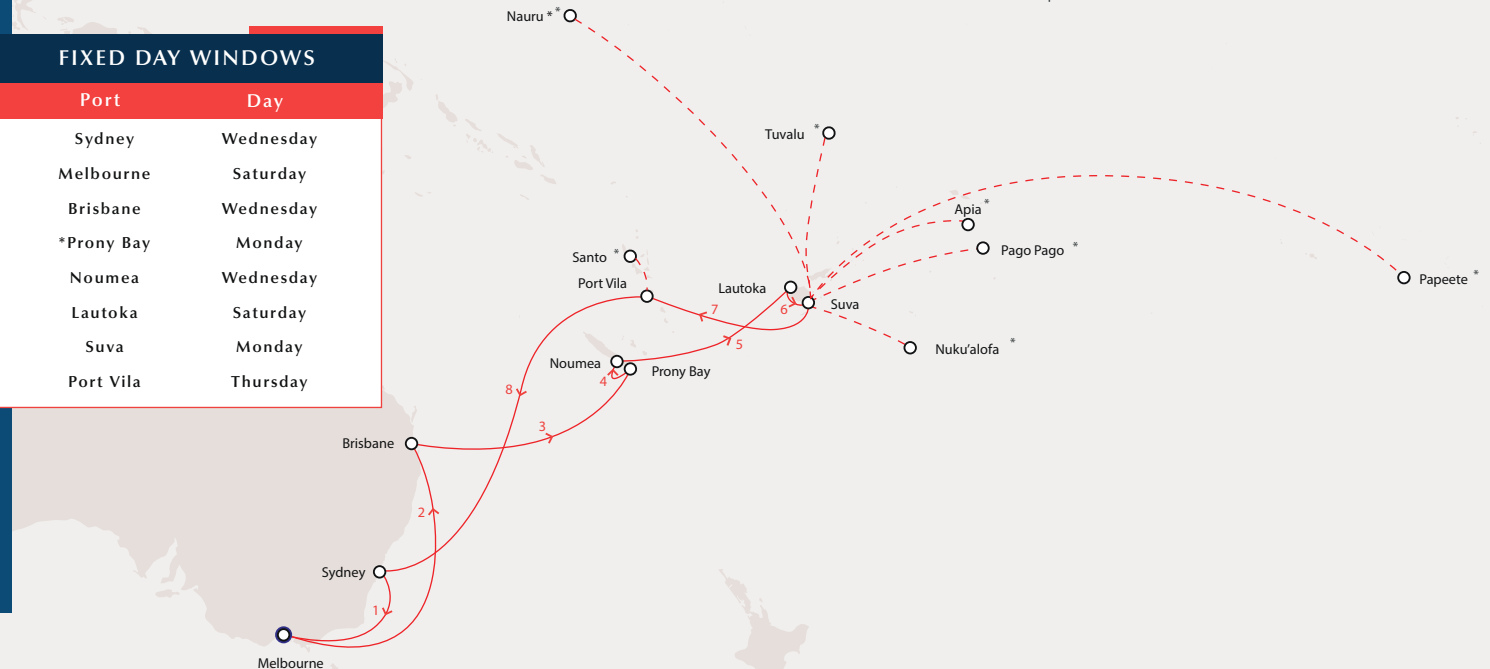 FIXED DAY WINDOWS
Port Day
Sydney Wednesday
Melbourne Saturday
Brisbane Wednesday
*Prony Bay Monday
Noumea Wednesday
Lautoka Saturday
Suva Monday
Port Vila Thursday
Nauru **
Tuvalu *
Apia *
Santo *
Pago Pago *
Port Vila
Lautoka
Papeete *
Suva
6
7
5
Nuku’alofa *
Noumea
Prony Bay
4
8
3
Brisbane
2
Sydney
1
Melbourne